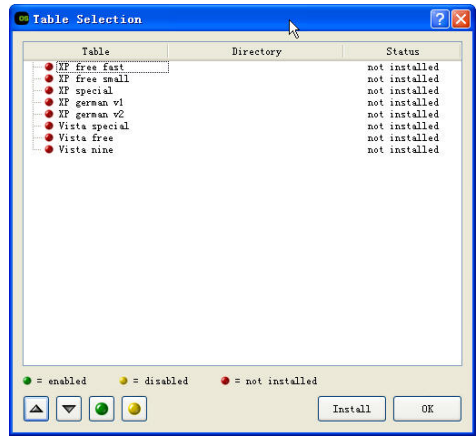 OS Table Selection
Table Directory Status
XP free fast not installed
XP free small not installed
XP special not installed
XP german v1 not installed
XP german v2 not installed
Vista special not installed
Vista free not installed
Vista nine not installed
= enabled = disabled = not installed
Install OK